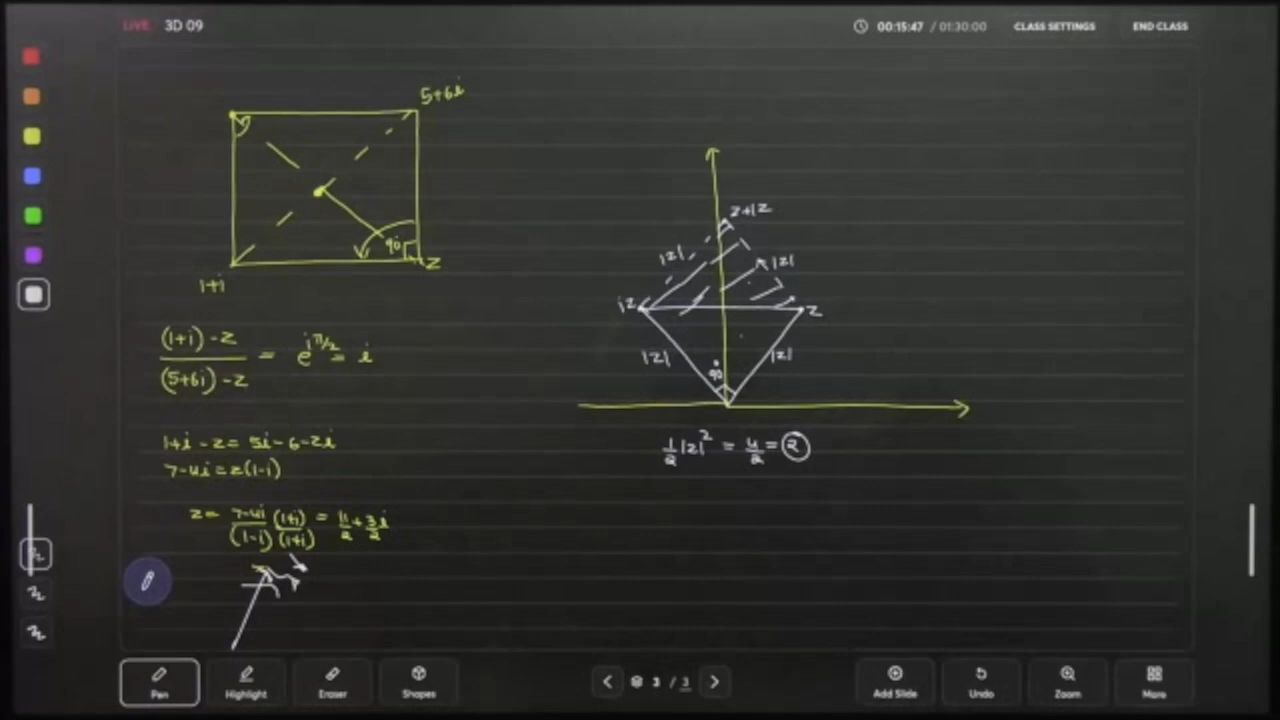 LIVE 3D 09 00:15:47 / 01:30:00 CLASS SETTINGS END CLASS
5+6i
90°
z
1+i
(1+i) - z / (5+6i) - z = e^iπ/2 = i
1+i - z = 5i - 6 - zi
7-4i = z(1-i)
z = 7-4i / (1-i) (1+i) / (1+i) = 11/2 + 3/2 i
z+iz
|z| |z|
iz z
|z| |z|
90°
1/2 |z|² = 4/2 = 2
Pen Highlight Eraser Shapes 3 / 3 Add Slide Undo Zoom More